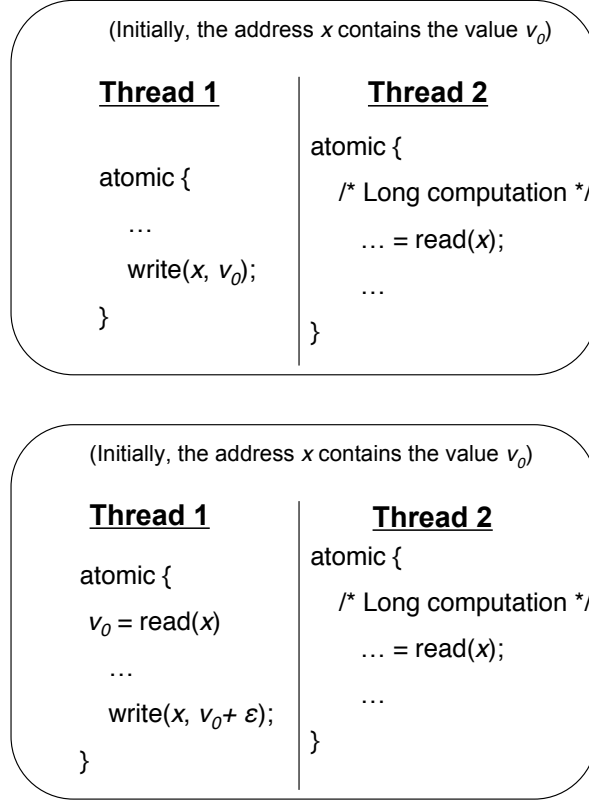 (Initially, the address x contains the value v₀)
Thread 1
atomic {
…
write(x, v₀);
}
Thread 2
atomic {
/* Long computation */
… = read(x);
…
}
(Initially, the address x contains the value v₀)
Thread 1
atomic {
v₀ = read(x)
…
write(x, v₀+ ε);
}
Thread 2
atomic {
/* Long computation */
… = read(x);
…
}